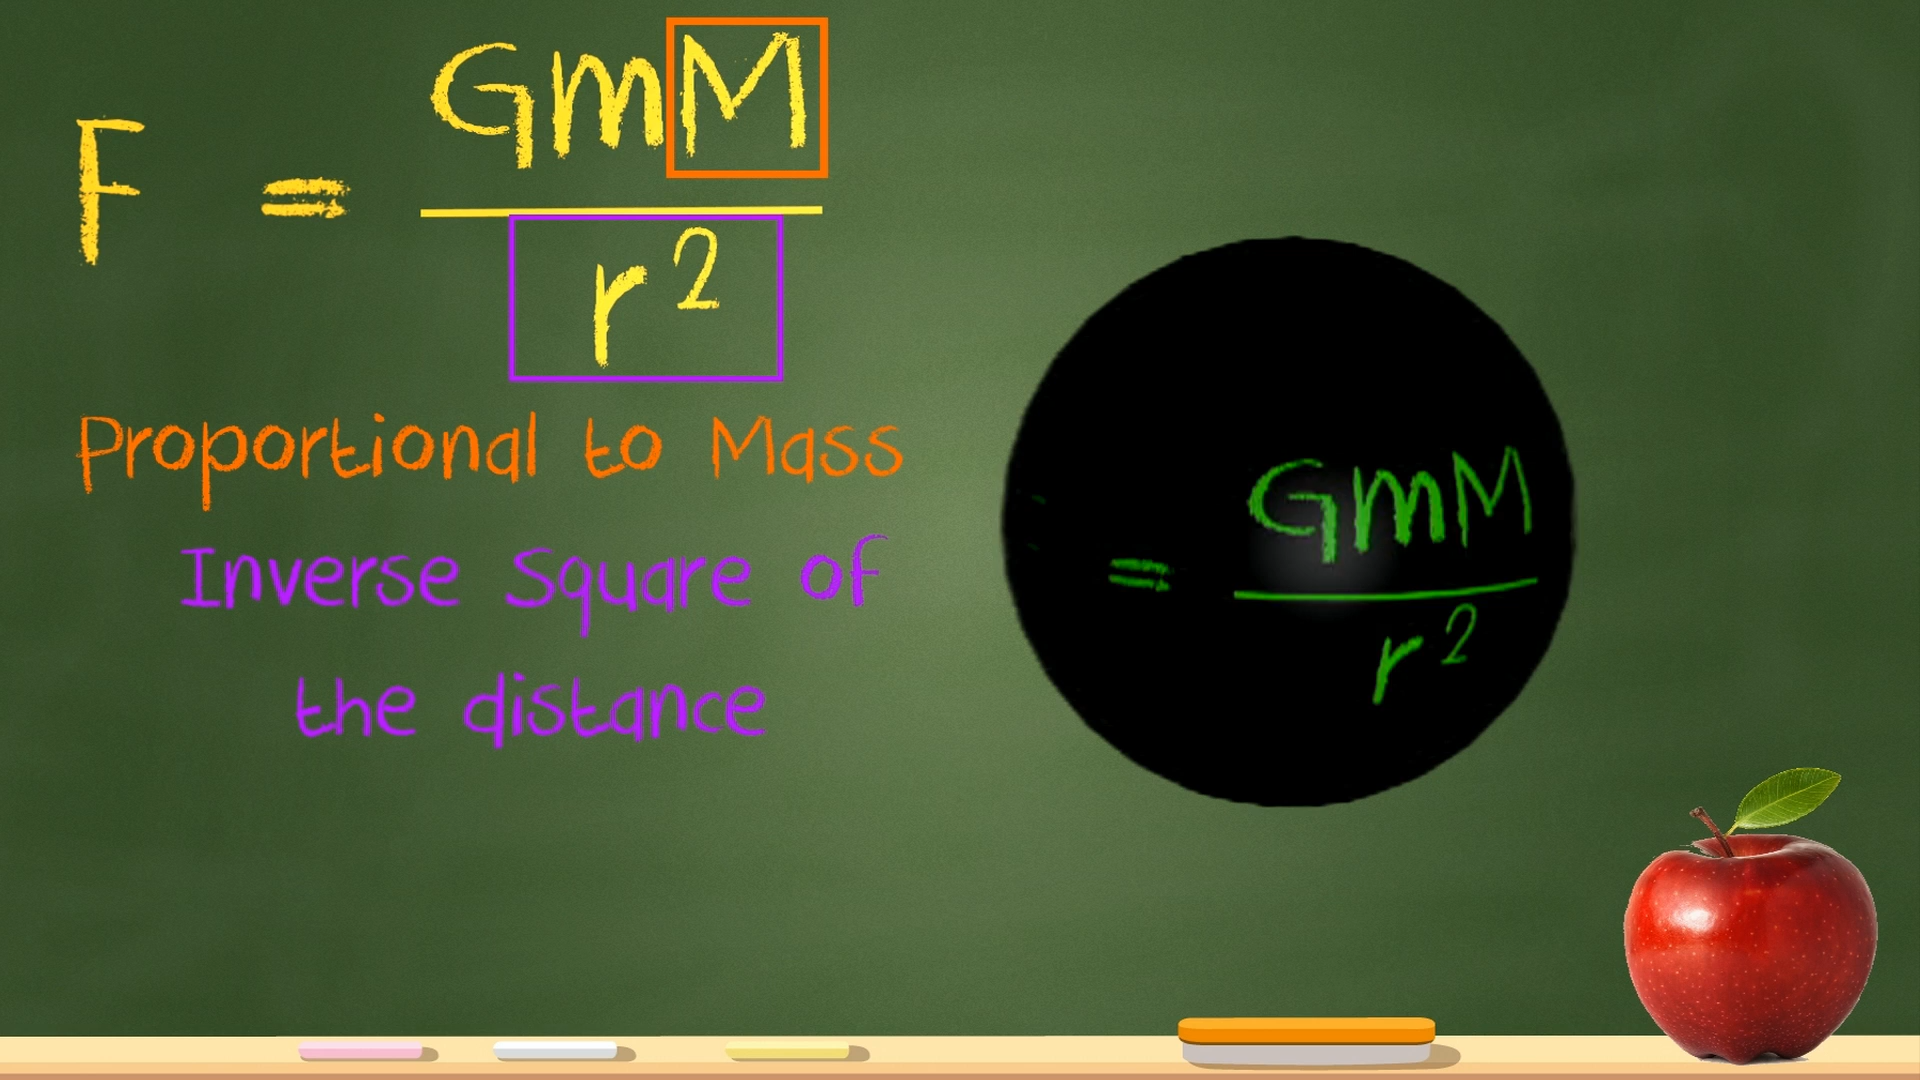 F = GmM
r²
Proportional to Mass
Inverse Square of
the distance
= GmM
r²